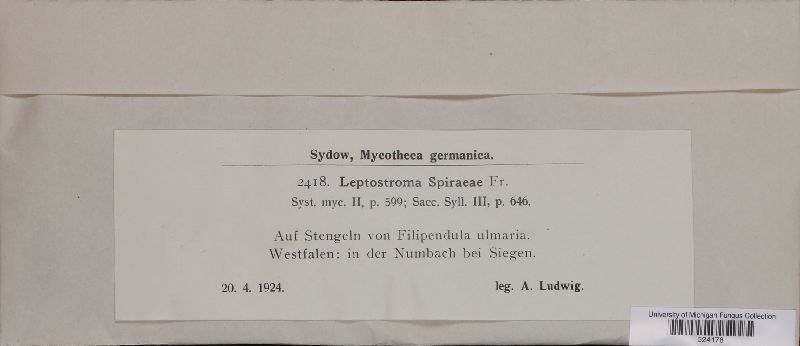 Sydow, Mycotheca germanica.
2418. Leptostroma Spiraeae Fr.
Syst. myc. II, p. 599; Sacc. Syll. III, p. 646.
Auf Stengeln von Filipendula ulmaria.
Westfalen: in der Numbach bei Siegen.
20. 4. 1924. leg. A. Ludwig.
University of Michigan Fungus Collection
324178